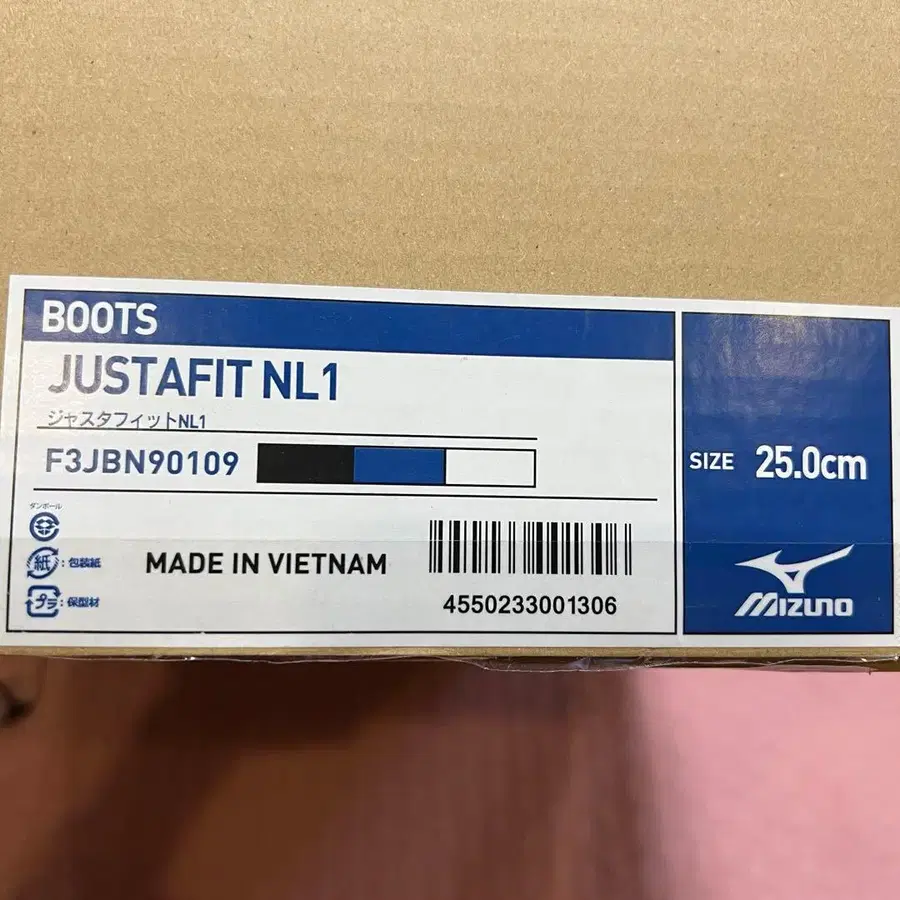 BOOTS
JUSTAFIT NL1
ジャスタフィットNL1
F3JBN90109
SIZE 25.0cm
ダンボール
紙：包装紙
プラ：保型材
MADE IN VIETNAM
4550233001306
MIZUNO